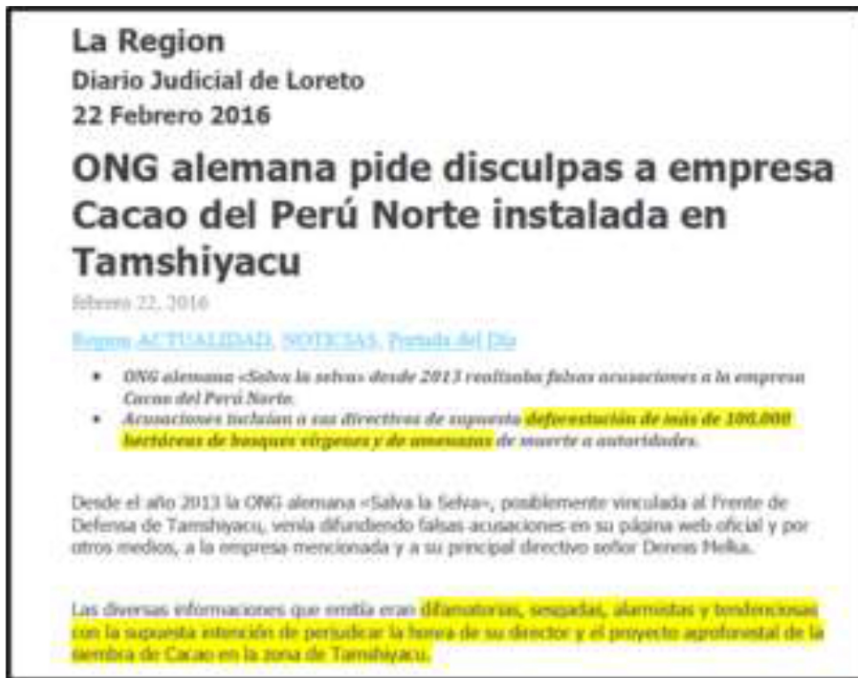 La Region
Diario Judicial de Loreto
22 Febrero 2016
ONG alemana pide disculpas a empresa
Cacao del Perú Norte instalada en
Tamshiyacu
febrero 22, 2016
Region ACTUALIDAD, NOTICIAS, Portada del Día
• ONG alemana «Salva la selva» desde 2013 realizaba falsas acusaciones a la empresa
Cacao del Perú Norte.
• Acusaciones incluían a sus directivos de supuesta deforestación de más de 100,000
hectáreas de bosques vírgenes y de amenazas de muerte a autoridades.
Desde el año 2013 la ONG alemana «Salva la Selva», posiblemente vinculada al Frente de
Defensa de Tamshiyacu, venía difundiendo falsas acusaciones en su página web oficial y por
otros medios, a la empresa mencionada y a su principal directivo señor Dennis Melka.
Las diversas informaciones que emitía eran difamatorias, sesgadas, alarmistas y tendenciosas
con la supuesta intención de perjudicar la honra de su director y el proyecto agroforestal de la
siembra de Cacao en la zona de Tamshiyacu.